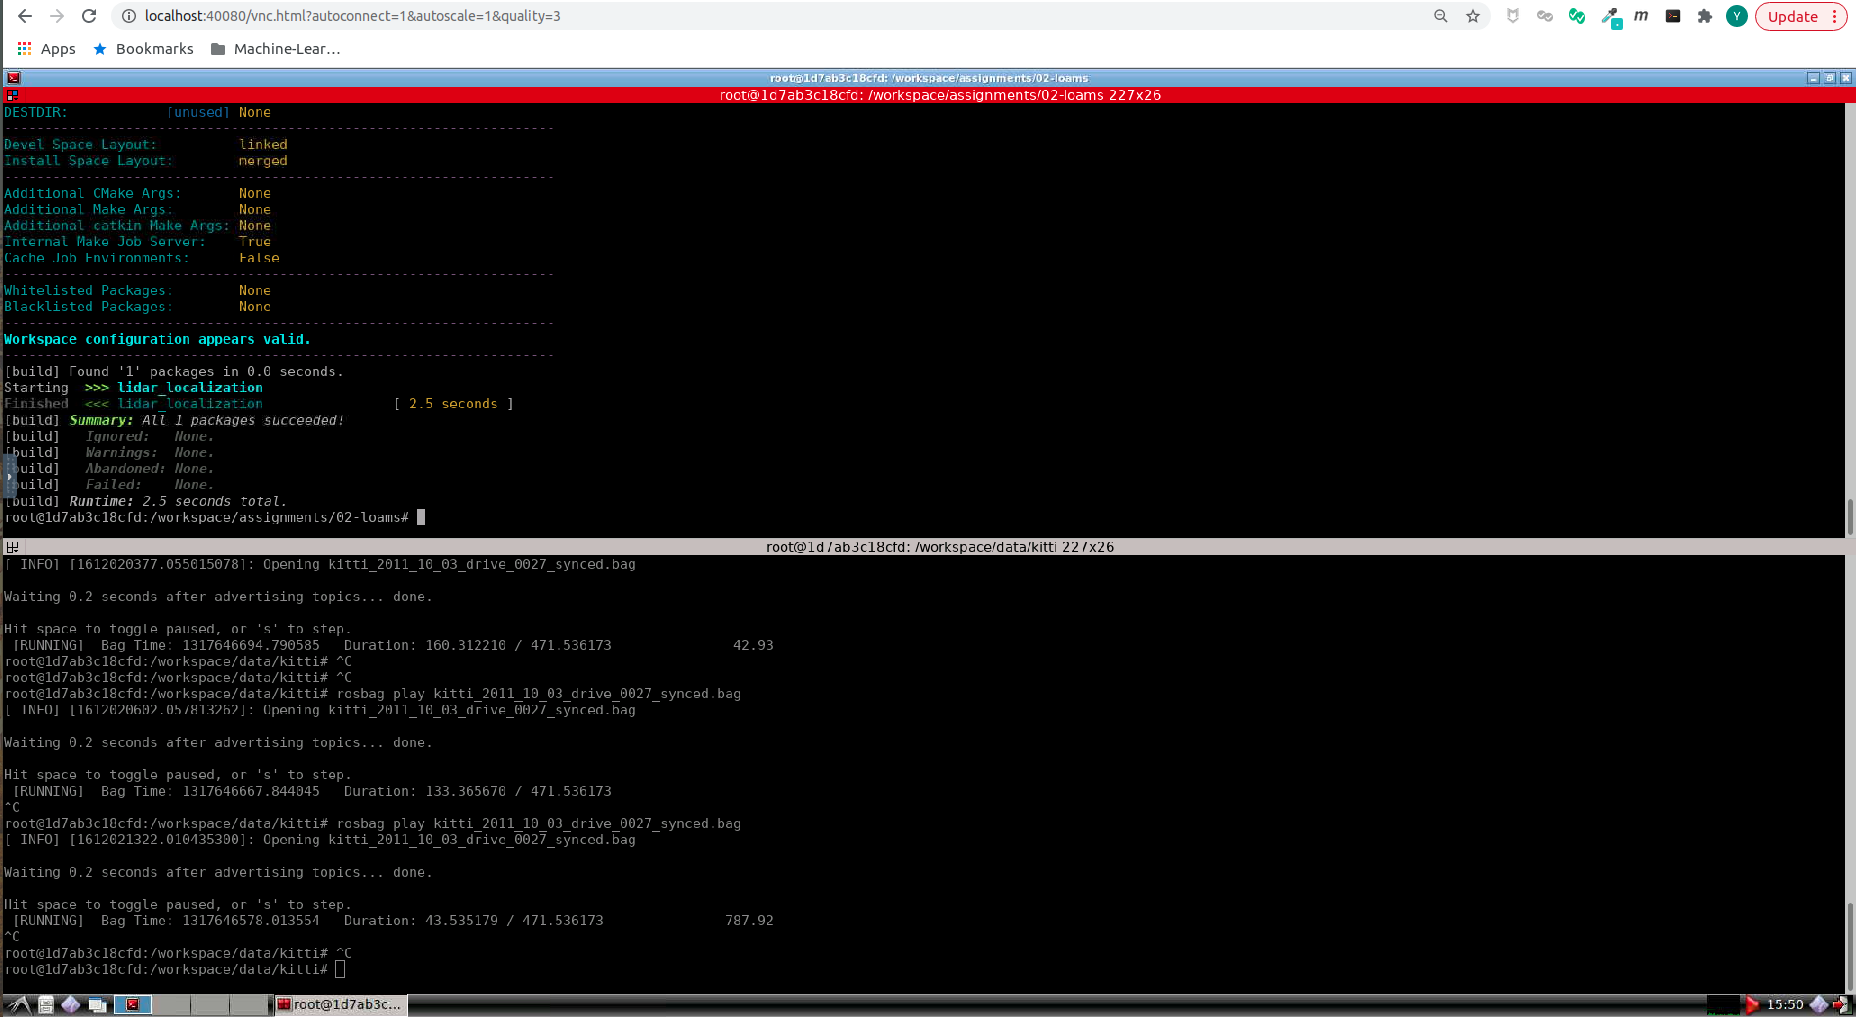 localhost:40080/vnc.html?autoconnect=1&autoscale=1&quality=3
m
Y
Update
Apps
Bookmarks
Machine-Lear…
root@1d7ab3c18cfd: /workspace/assignments/02-loams
root@1d7ab3c18cfd: /workspace/assignments/02-loams 227x26
DESTDIR: [unused] None
----------------------------------------------------------------------
Devel Space Layout: linked
Install Space Layout: merged
----------------------------------------------------------------------
Additional CMake Args: None
Additional Make Args: None
Additional catkin Make Args: None
Internal Make Job Server: True
Cache Job Environments: False
----------------------------------------------------------------------
Whitelisted Packages: None
Blacklisted Packages: None
----------------------------------------------------------------------
Workspace configuration appears valid.
----------------------------------------------------------------------
[build] Found '1' packages in 0.0 seconds.
Starting >>> lidar_localization
Finished <<< lidar_localization [ 2.5 seconds ]
[build] Summary: All 1 packages succeeded!
[build] Ignored: None.
[build] Warnings: None.
[build] Abandoned: None.
[build] Failed: None.
[build] Runtime: 2.5 seconds total.
root@1d7ab3c18cfd:/workspace/assignments/02-loams#
root@1d7ab3c18cfd: /workspace/data/kitti 227x26
[ INFO] [1612020377.055015078]: Opening kitti_2011_10_03_drive_0027_synced.bag
Waiting 0.2 seconds after advertising topics... done.
Hit space to toggle paused, or 's' to step.
[RUNNING] Bag Time: 1317646694.790585 Duration: 160.312210 / 471.536173 42.93
root@1d7ab3c18cfd:/workspace/data/kitti# ^C
root@1d7ab3c18cfd:/workspace/data/kitti# ^C
root@1d7ab3c18cfd:/workspace/data/kitti# rosbag play kitti_2011_10_03_drive_0027_synced.bag
[ INFO] [1612020602.057813262]: Opening kitti_2011_10_03_drive_0027_synced.bag
Waiting 0.2 seconds after advertising topics... done.
Hit space to toggle paused, or 's' to step.
[RUNNING] Bag Time: 1317646667.844045 Duration: 133.365670 / 471.536173
^C
root@1d7ab3c18cfd:/workspace/data/kitti# rosbag play kitti_2011_10_03_drive_0027_synced.bag
[ INFO] [1612021322.010435300]: Opening kitti_2011_10_03_drive_0027_synced.bag
Waiting 0.2 seconds after advertising topics... done.
Hit space to toggle paused, or 's' to step.
[RUNNING] Bag Time: 1317646578.013554 Duration: 43.535179 / 471.536173 787.92
^C
root@1d7ab3c18cfd:/workspace/data/kitti# ^C
root@1d7ab3c18cfd:/workspace/data/kitti#
root@1d7ab3c...
15:50